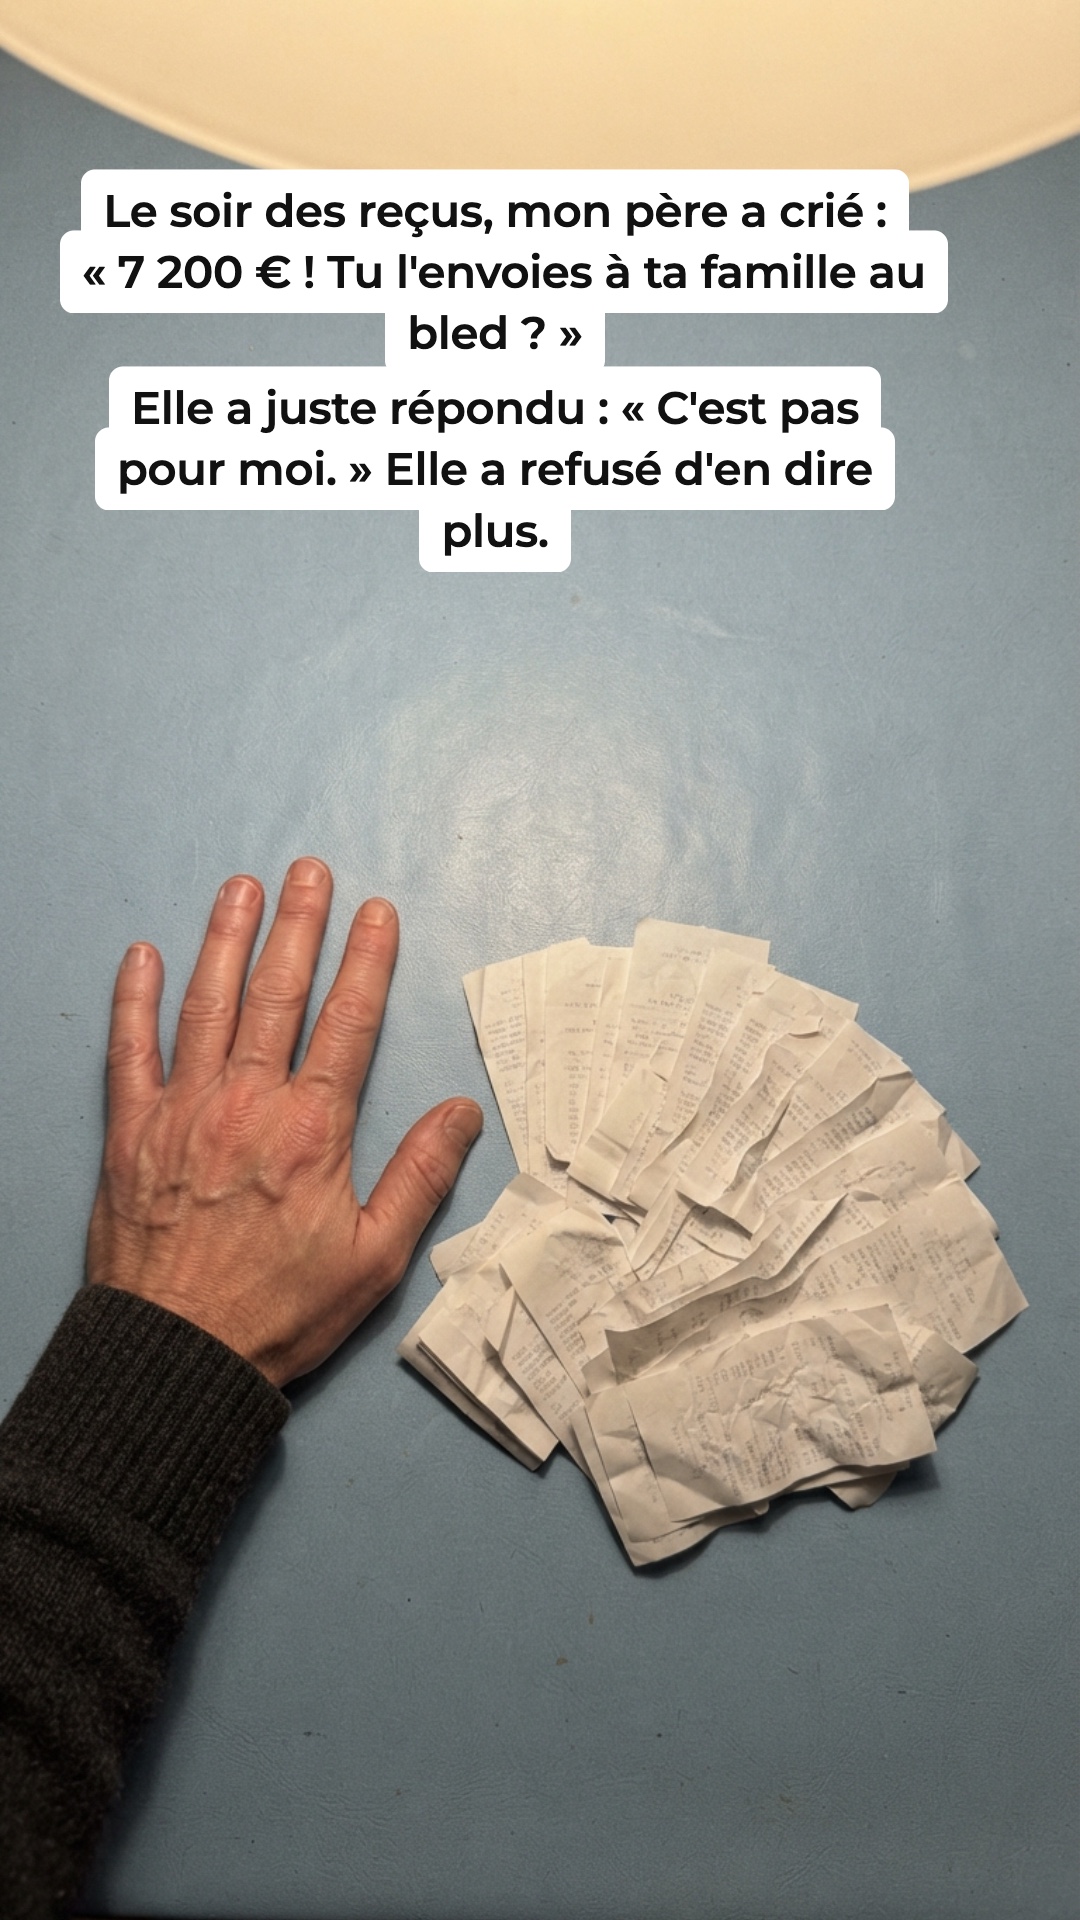 Le soir des reçus, mon père a crié :
« 7 200 € ! Tu l'envoies à ta famille au
bled ? »
Elle a juste répondu : « C'est pas
pour moi. » Elle a refusé d'en dire
plus.